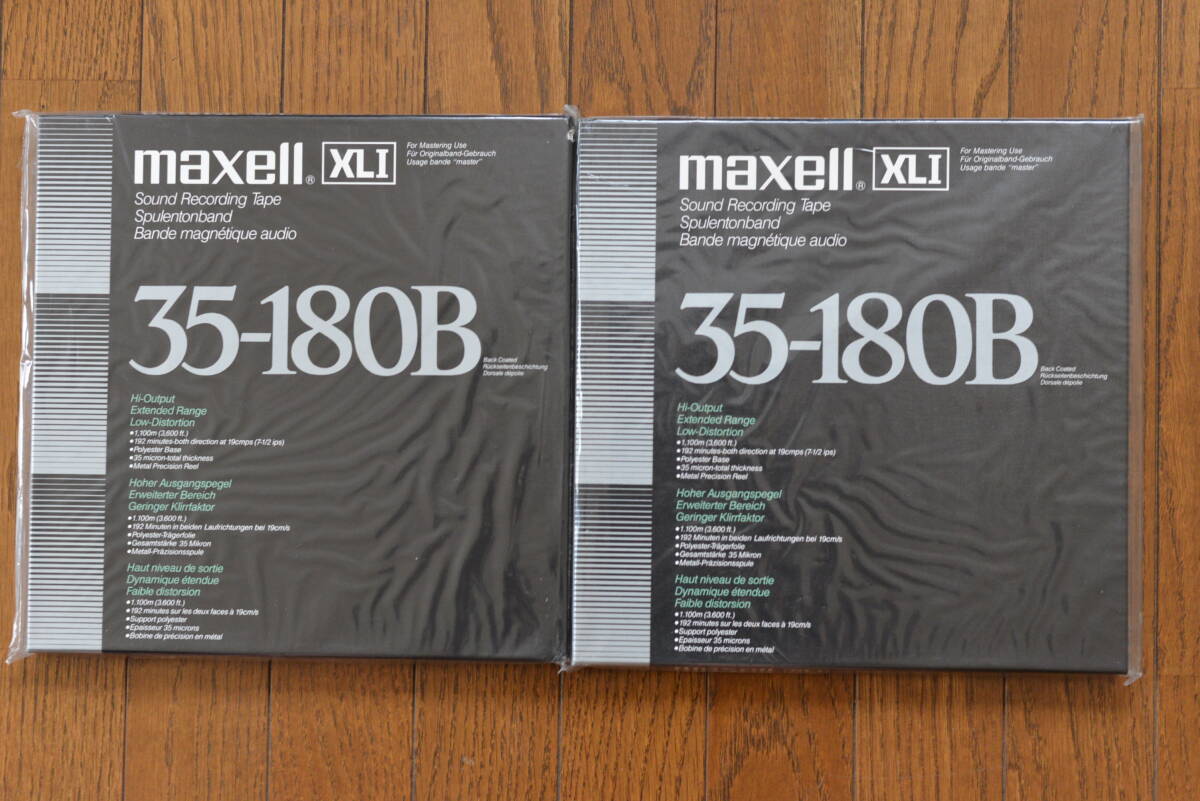 maxell® XLI
For Mastering Use
Für Originalband-Gebrauch
Usage bande "master"
Sound Recording Tape
Spulentonband
Bande magnétique audio
35-180B
Back Coated
Rückseitenbeschichtung
Dorsale dépolie
Hi-Output
Extended Range
Low-Distortion
•1,100m (3,600 ft.)
•192 minutes-both direction at 19cmps (7-1/2 ips)
•Polyester Base
•35 micron-total thickness
•Metal Precision Reel
Hoher Ausgangspegel
Erweiterter Bereich
Geringer Klirrfaktor
•1.100m (3.600 ft.)
•192 Minuten in beiden Laufrichtungen bei 19cm/s
•Polyester-Trägerfolie
•Gesamtstärke 35 Mikron
•Metall-Präzisionsspule
Haut niveau de sortie
Dynamique étendue
Faible distorsion
•1.100m (3.600 ft.)
•192 minutes sur les deux faces à 19cm/s
•Support polyester
•Epaisseur 35 microns
•Bobine de précision en métal
maxell® XLI
For Mastering Use
Für Originalband-Gebrauch
Usage bande "master"
Sound Recording Tape
Spulentonband
Bande magnétique audio
35-180B
Back Coated
Rückseitenbeschichtung
Dorsale dépolie
Hi-Output
Extended Range
Low-Distortion
•1,100m (3,600 ft.)
•192 minutes-both direction at 19cmps (7-1/2 ips)
•Polyester Base
•35 micron-total thickness
•Metal Precision Reel
Hoher Ausgangspegel
Erweiterter Bereich
Geringer Klirrfaktor
•1.100m (3.600 ft.)
•192 Minuten in beiden Laufrichtungen bei 19cm/s
•Polyester-Trägerfolie
•Gesamtstärke 35 Mikron
•Metall-Präzisionsspule
Haut niveau de sortie
Dynamique étendue
Faible distorsion
•1.100m (3.600 ft.)
•192 minutes sur les deux faces à 19cm/s
•Support polyester
•Epaisseur 35 microns
•Bobine de précision en métal